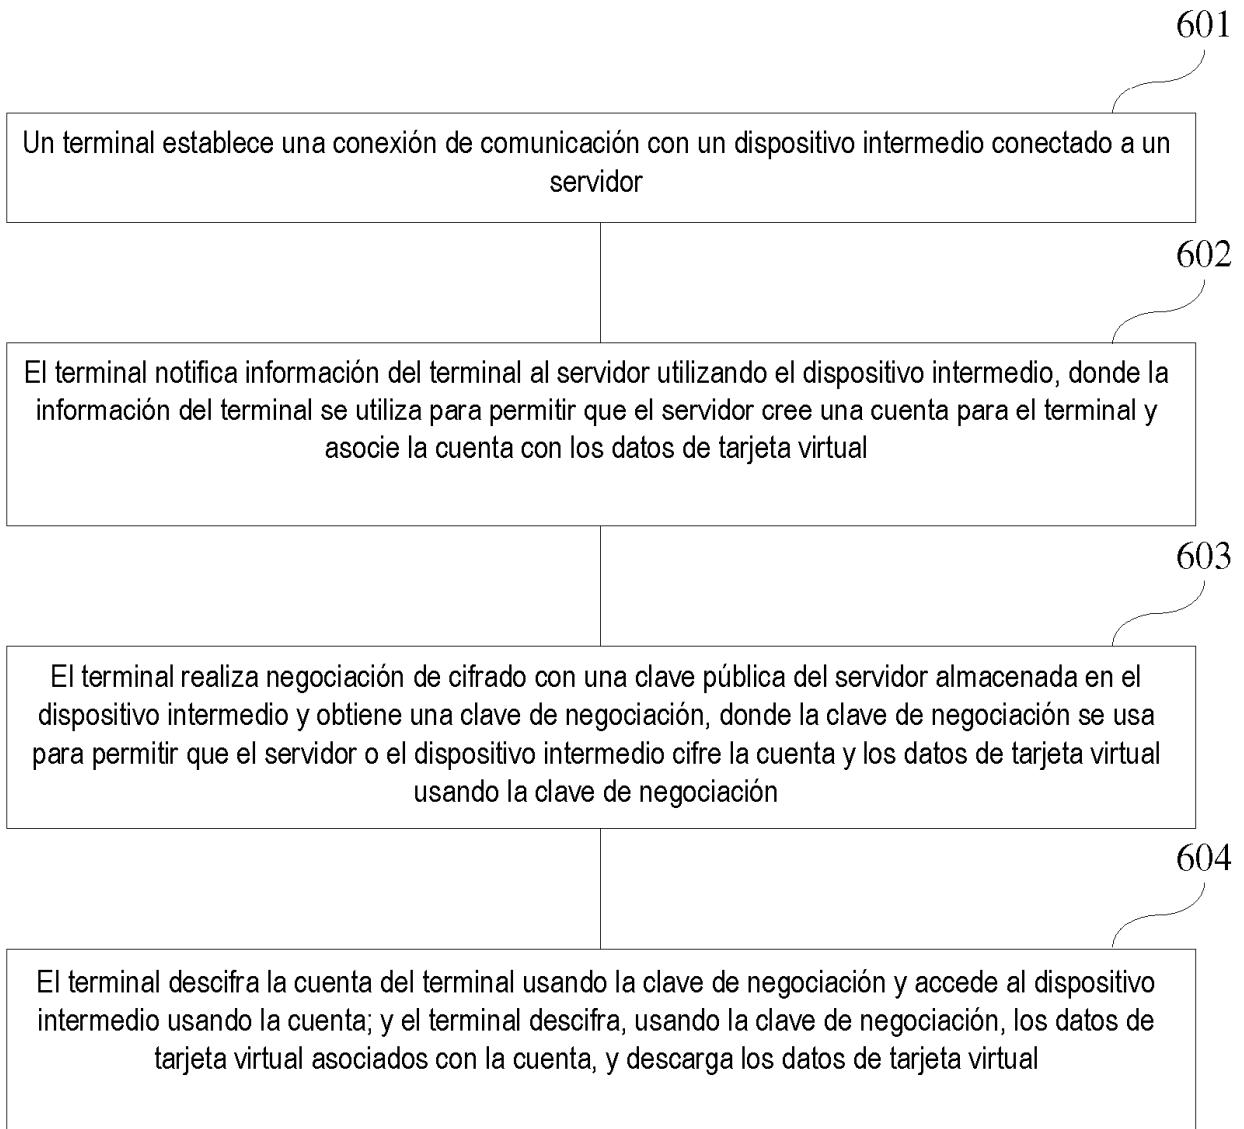 601
Un terminal establece una conexión de comunicación con un dispositivo intermedio conectado a un
servidor
602
El terminal notifica información del terminal al servidor utilizando el dispositivo intermedio, donde la
información del terminal se utiliza para permitir que el servidor cree una cuenta para el terminal y
asocie la cuenta con los datos de tarjeta virtual
603
El terminal realiza negociación de cifrado con una clave pública del servidor almacenada en el
dispositivo intermedio y obtiene una clave de negociación, donde la clave de negociación se usa
para permitir que el servidor o el dispositivo intermedio cifre la cuenta y los datos de tarjeta virtual
usando la clave de negociación
604
El terminal descifra la cuenta del terminal usando la clave de negociación y accede al dispositivo
intermedio usando la cuenta; y el terminal descifra, usando la clave de negociación, los datos de
tarjeta virtual asociados con la cuenta, y descarga los datos de tarjeta virtual